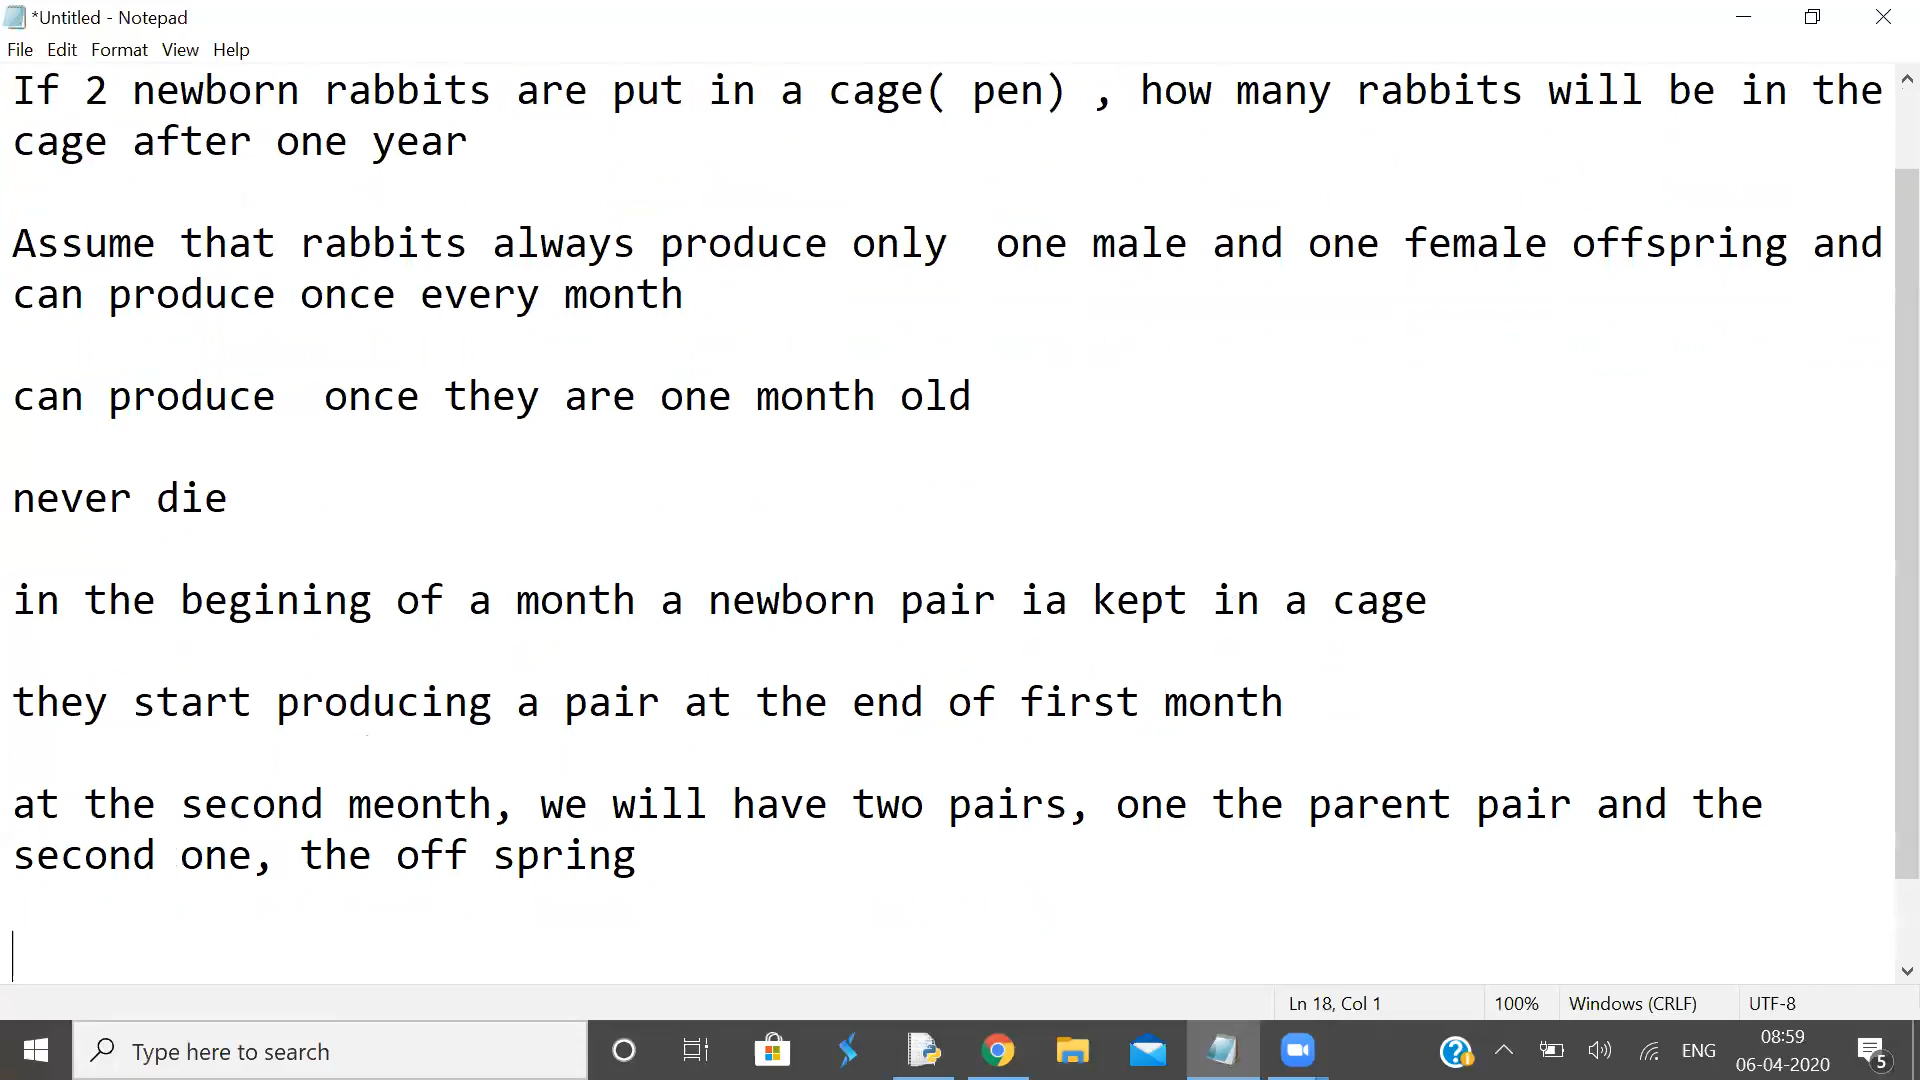 *Untitled - Notepad
File Edit Format View Help
If 2 newborn rabbits are put in a cage( pen) , how many rabbits will be in the
cage after one year
Assume that rabbits always produce only  one male and one female offspring and
can produce once every month
can produce  once they are one month old
never die
in the begining of a month a newborn pair ia kept in a cage
they start producing a pair at the end of first month
at the second meonth, we will have two pairs, one the parent pair and the
second one, the off spring
Ln 18, Col 1 100% Windows (CRLF) UTF-8
Type here to search
ENG
08:59
06-04-2020
5